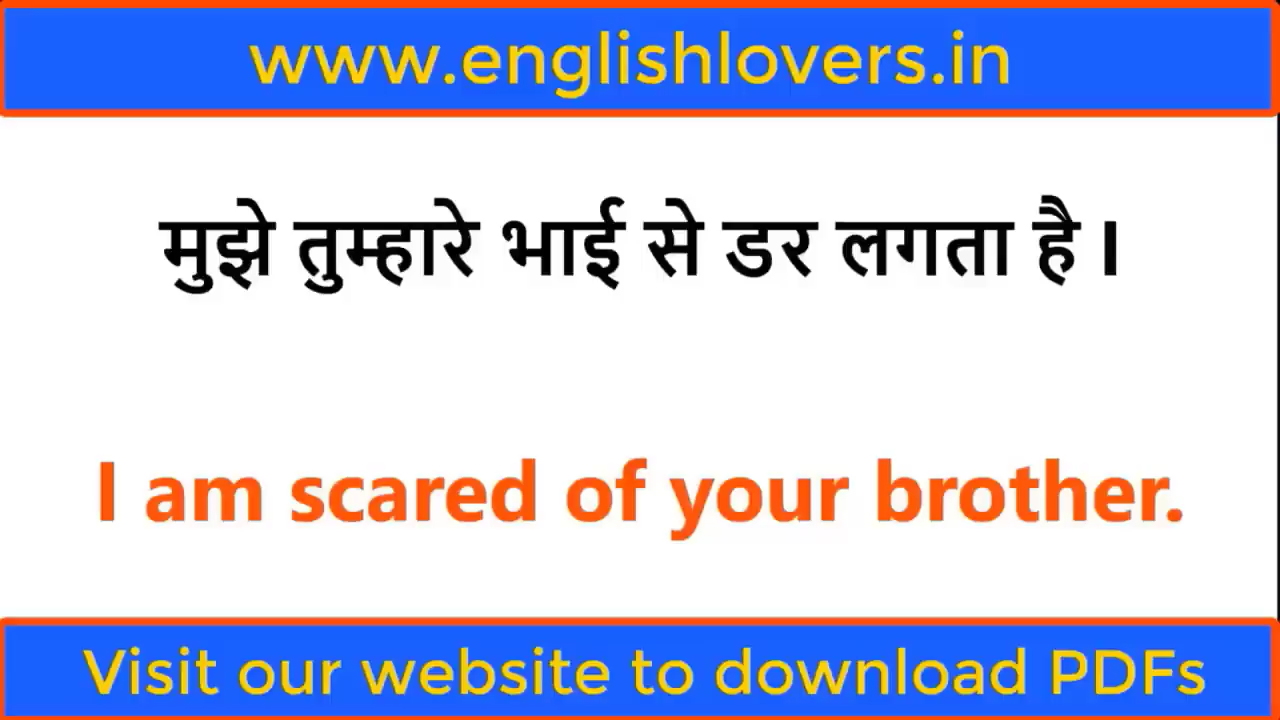 www.englishlovers.in
मुझे तुम्हारे भाई से डर लगता है ।
I am scared of your brother.
Visit our website to download PDFs